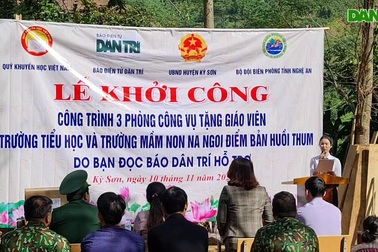 DAN
BÁO ĐIỆN TỬ
DÂN TRÍ
QUỸ KHUYẾN HỌC VIỆT NAM
BÁO ĐIỆN TỬ DÂN TRÍ
UBND HUYỆN KỲ SƠN
BỘ ĐỘI BIÊN PHÒNG TỈNH NGHỆ AN
LỄ KHỞI CÔNG
CÔNG TRÌNH 3 PHÒNG CÔNG VỤ TẶNG GIÁO VIÊN
TRƯỜNG TIỂU HỌC VÀ TRƯỜNG MẦM NON NA NGOI ĐIỂM BẢN HUỒI THUM
DO BẠN ĐỌC BÁO DÂN TRÍ HỖ TRỢ
Kỳ Sơn, ngày 10 tháng 11 năm